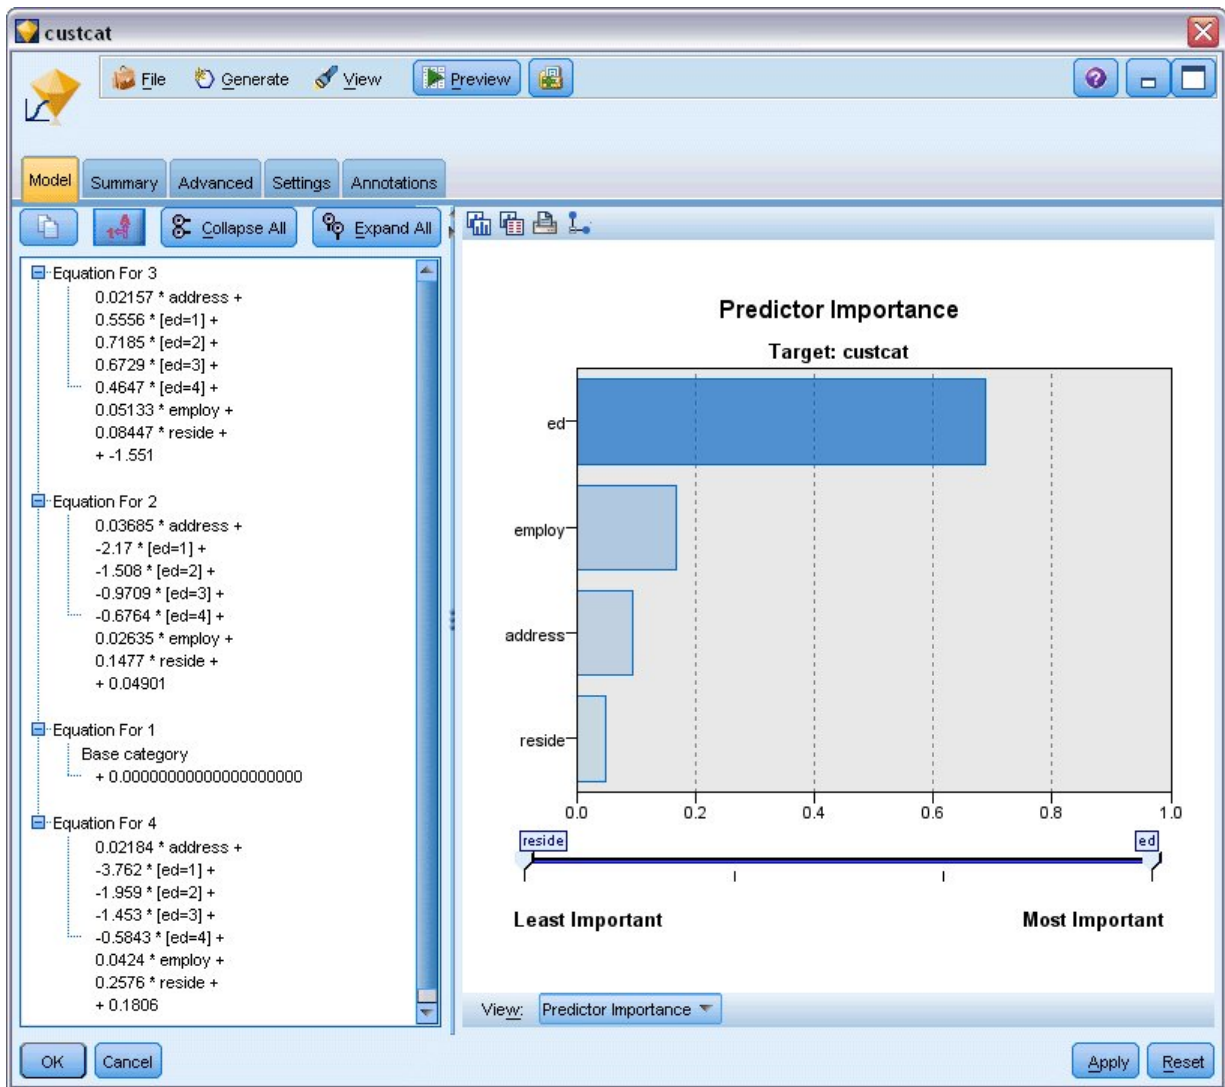 custcat
File Generate View Preview
Model Summary Advanced Settings Annotations
Collapse All Expand All
Equation For 3
0.02157 * address +
0.5556 * [ed=1] +
0.7185 * [ed=2] +
0.6729 * [ed=3] +
0.4647 * [ed=4] +
0.05133 * employ +
0.08447 * reside +
+ -1.551
Equation For 2
0.03685 * address +
-2.17 * [ed=1] +
-1.508 * [ed=2] +
-0.9709 * [ed=3] +
-0.6764 * [ed=4] +
0.02635 * employ +
0.1477 * reside +
+ 0.04901
Equation For 1
Base category
+ 0.00000000000000000000
Equation For 4
0.02184 * address +
-3.762 * [ed=1] +
-1.959 * [ed=2] +
-1.453 * [ed=3] +
-0.5843 * [ed=4] +
0.0424 * employ +
0.2576 * reside +
+ 0.1806
Predictor Importance
Target: custcat
ed
employ
address
reside
0.0 0.2 0.4 0.6 0.8 1.0
reside ed
Least Important Most Important
View: Predictor Importance
OK Cancel Apply Reset